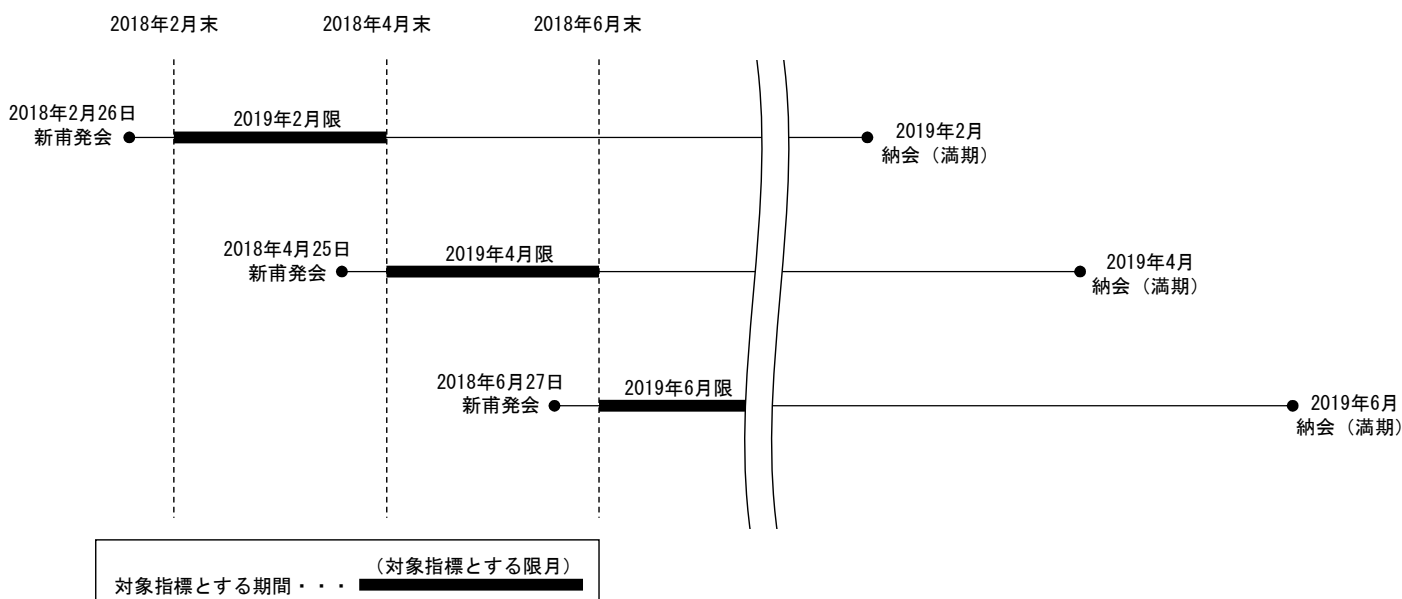 2018年2月末
2018年4月末
2018年6月末
2018年2月26日
新甫発会
2019年2月限
2019年2月
納会（満期）
2018年4月25日
新甫発会
2019年4月限
2019年4月
納会（満期）
2018年6月27日
新甫発会
2019年6月限
2019年6月
納会（満期）
（対象指標とする限月）
対象指標とする期間・・・